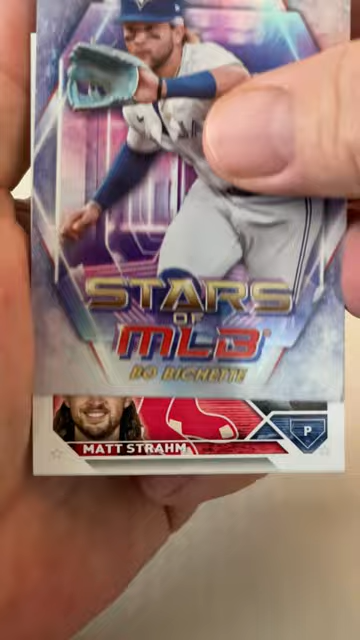 STARS
OF
MLB
BO BICHETTE
MATT STRAHM
P